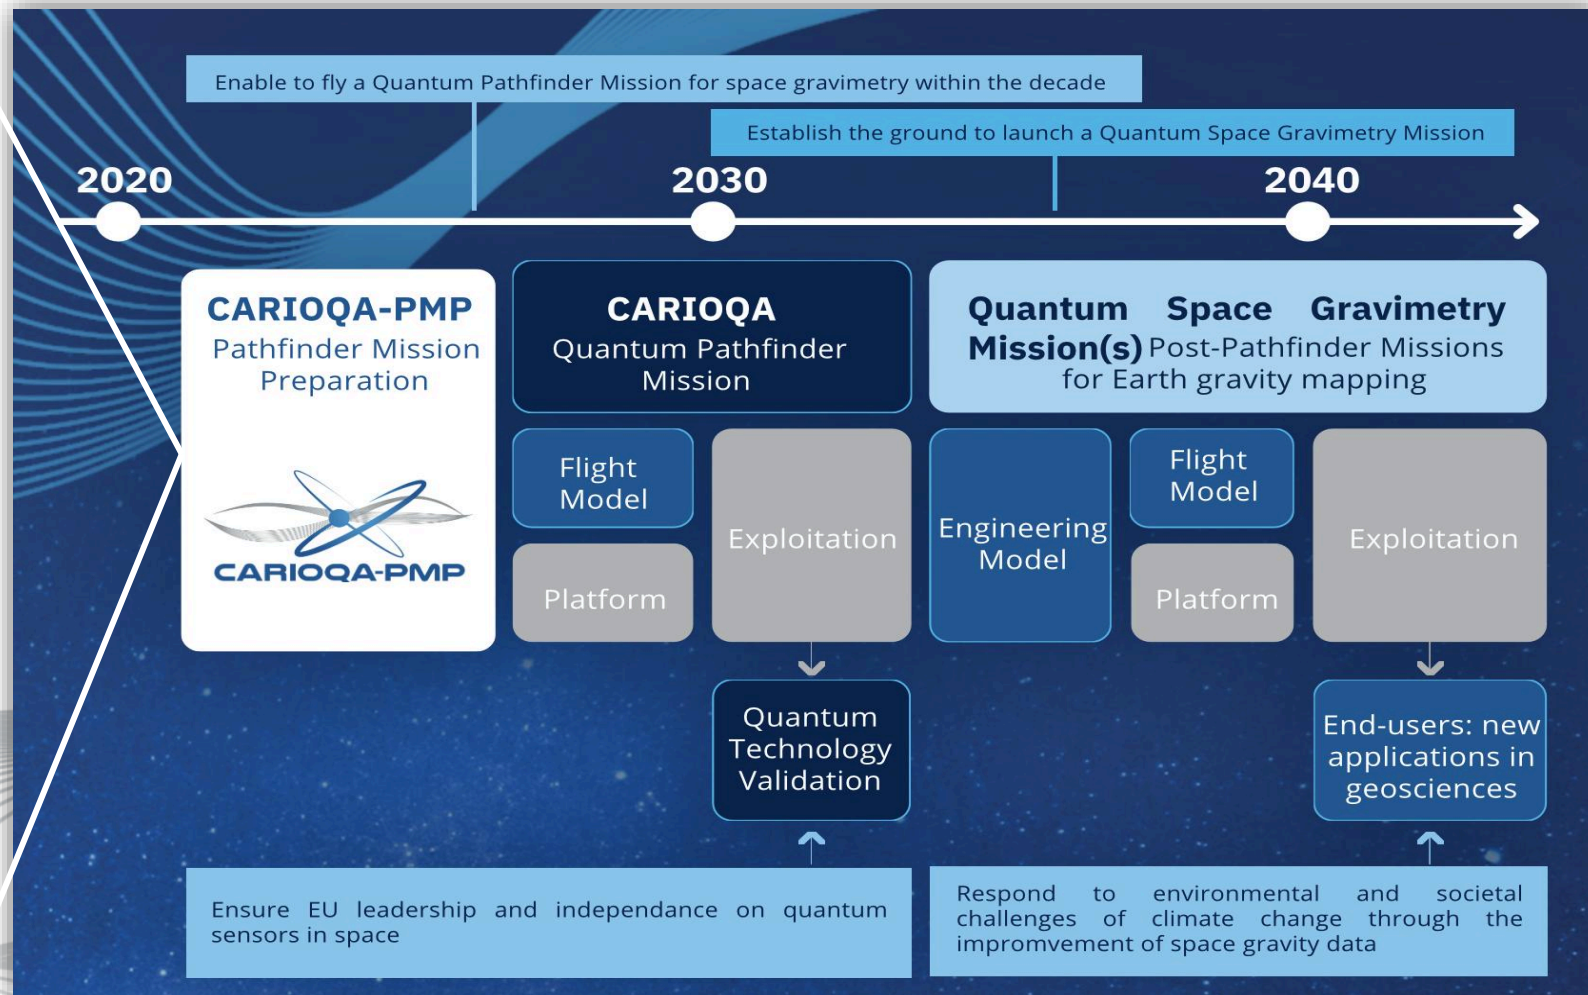 Enable to fly a Quantum Pathfinder Mission for space gravimetry within the decade
Establish the ground to launch a Quantum Space Gravimetry Mission
2020
2030
2040
CARIOQA-PMP
Pathfinder Mission
Preparation
CARIOQA-PMP
CARIOQA
Quantum Pathfinder
Mission
Flight
Model
Platform
Exploitation
Quantum
Technology
Validation
Quantum Space Gravimetry
Mission(s) Post-Pathfinder Missions
for Earth gravity mapping
Engineering
Model
Flight
Model
Platform
Exploitation
End-users: new
applications in
geosciences
Ensure EU leadership and independance on quantum
sensors in space
Respond to environmental and societal
challenges of climate change through the
impromvement of space gravity data